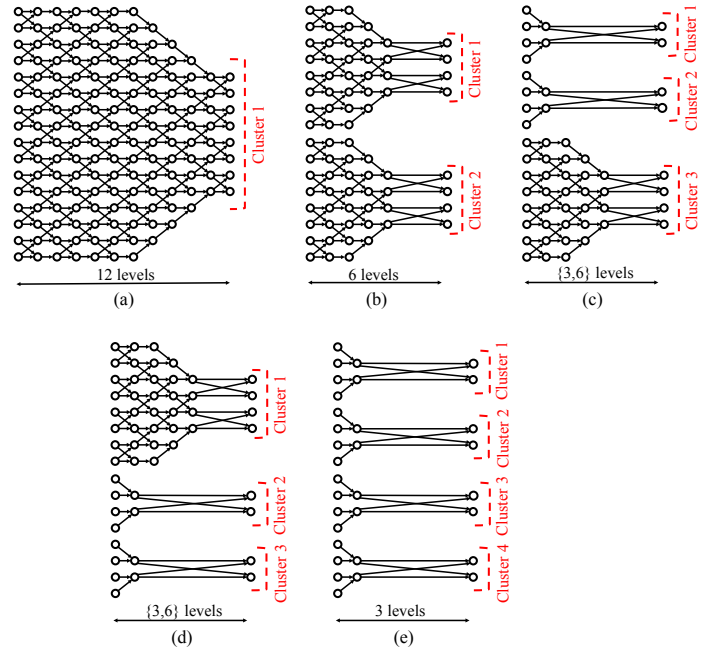 Cluster 1
12 levels
(a)
Cluster 1
Cluster 2
6 levels
(b)
Cluster 1
Cluster 2
Cluster 3
{3,6} levels
(c)
Cluster 1
Cluster 2
Cluster 3
{3,6} levels
(d)
Cluster 1
Cluster 2
Cluster 3
Cluster 4
3 levels
(e)